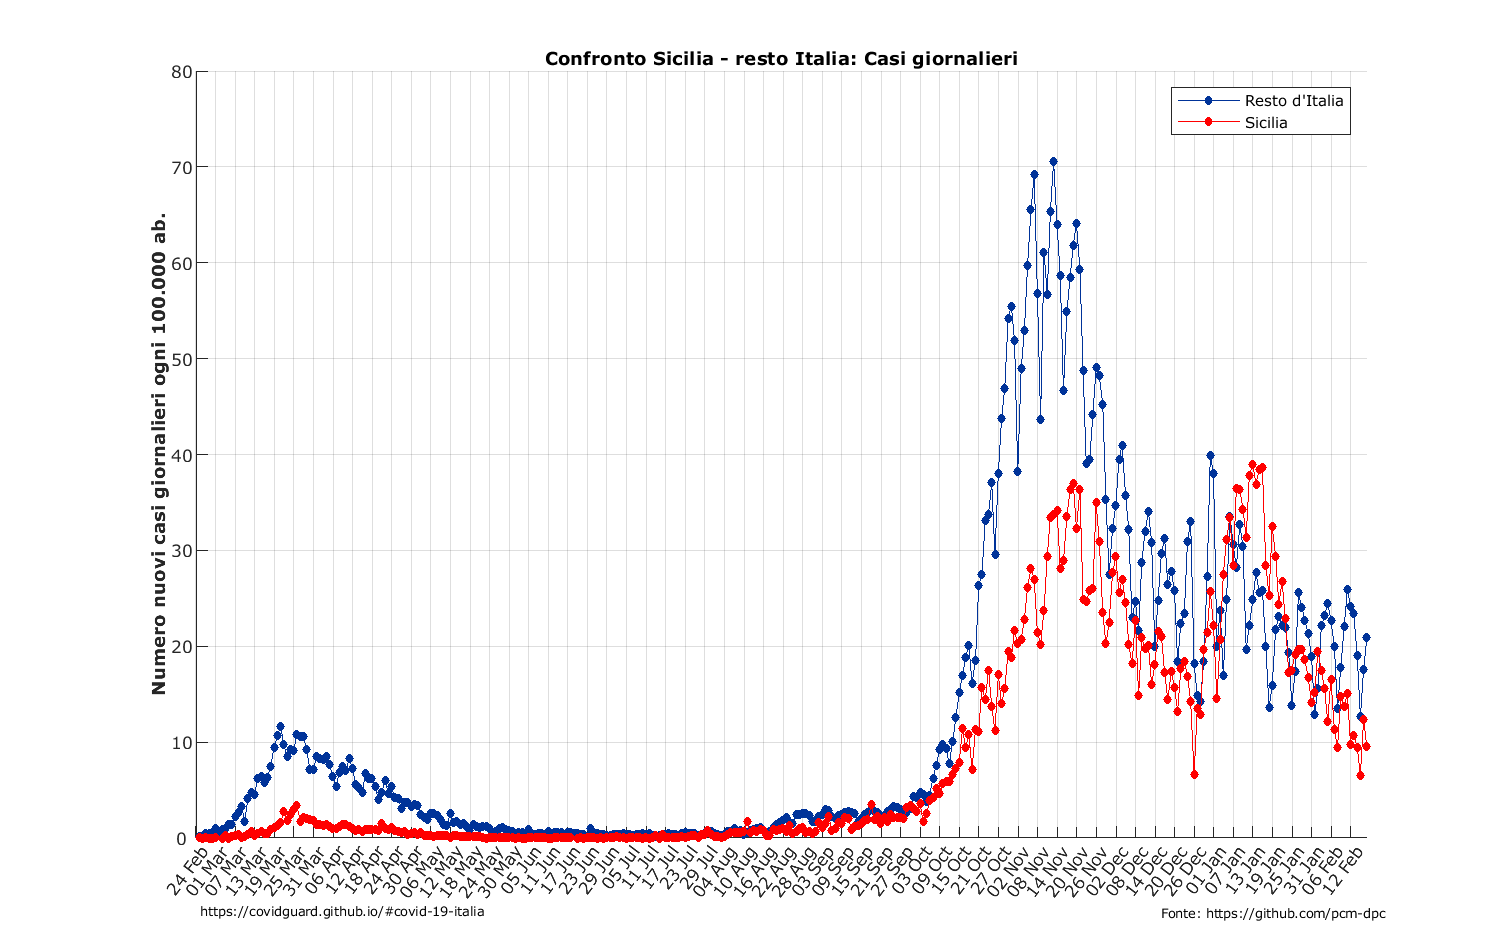 Confronto Sicilia - resto Italia: Casi giornalieri
Resto d'Italia
Sicilia
Numero nuovi casi giornalieri ogni 100.000 ab.
80
70
60
50
40
30
20
10
0
24 Feb
01 Mar
07 Mar
13 Mar
19 Mar
25 Mar
31 Mar
06 Apr
12 Apr
18 Apr
24 Apr
30 Apr
06 May
12 May
18 May
24 May
30 May
05 Jun
11 Jun
17 Jun
23 Jun
29 Jun
05 Jul
11 Jul
17 Jul
23 Jul
29 Jul
04 Aug
10 Aug
16 Aug
22 Aug
28 Aug
03 Sep
09 Sep
15 Sep
21 Sep
27 Sep
03 Oct
09 Oct
15 Oct
21 Oct
27 Oct
02 Nov
08 Nov
14 Nov
20 Nov
26 Nov
02 Dec
08 Dec
14 Dec
20 Dec
26 Dec
01 Jan
07 Jan
13 Jan
19 Jan
25 Jan
31 Jan
06 Feb
12 Feb
https://covidguard.github.io/#covid-19-italia
Fonte: https://github.com/pcm-dpc